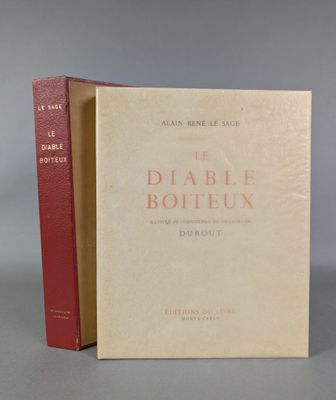 LE SAGE
LE
DIABLE
BOITEUX
ALAIN RENÉ LE SAGE
LE
DIABLE
BOITEUX
DUBOUT
ÉDITIONS DU LIVRE
MONTE-CARLO